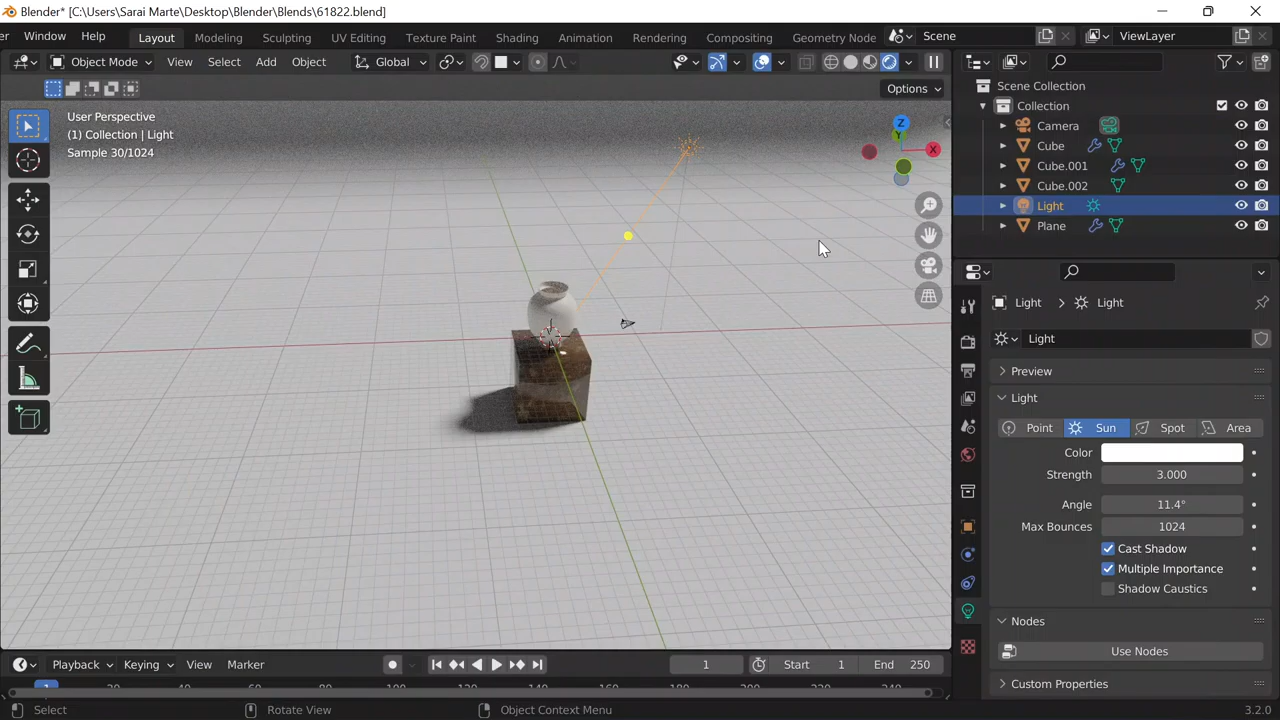 Blender* [C:\Users\Sarai Marte\Desktop\Blender\Blends\61822.blend]
Window Help Layout Modeling Sculpting UV Editing Texture Paint Shading Animation Rendering Compositing Geometry Node Scene ViewLayer
Object Mode View Select Add Object Global
Options
User Perspective
(1) Collection | Light
Sample 30/1024
Z
Y
X
Scene Collection
Collection
Camera
Cube
Cube.001
Cube.002
Light
Plane
Light > Light
Light
Preview
Light
Point Sun Spot Area
Color
Strength 3.000
Angle 11.4°
Max Bounces 1024
Cast Shadow
Multiple Importance
Shadow Caustics
Nodes
Use Nodes
Custom Properties
Playback Keying View Marker 1 Start 1 End 250
1
Select Rotate View Object Context Menu 3.2.0